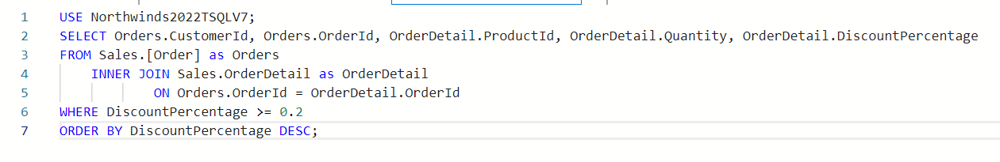 1 USE Northwinds2022TSQLV7;
2 SELECT Orders.CustomerId, Orders.OrderId, OrderDetail.ProductId, OrderDetail.Quantity, OrderDetail.DiscountPercentage
3 FROM Sales.[Order] as Orders
4 INNER JOIN Sales.OrderDetail as OrderDetail
5 ON Orders.OrderId = OrderDetail.OrderId
6 WHERE DiscountPercentage >= 0.2
7 ORDER BY DiscountPercentage DESC;